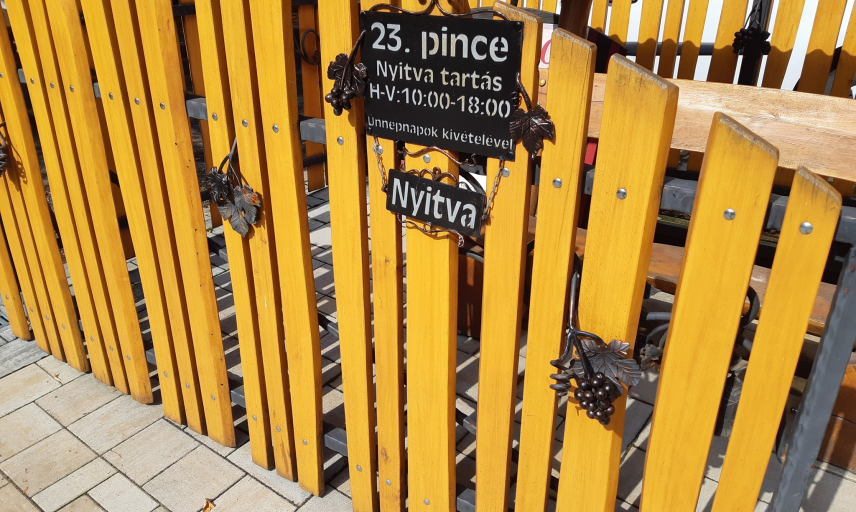 23. pince
Nyitva tartás
H-V:10:00-18:00
Ünnepnapok kivételével
Nyitva